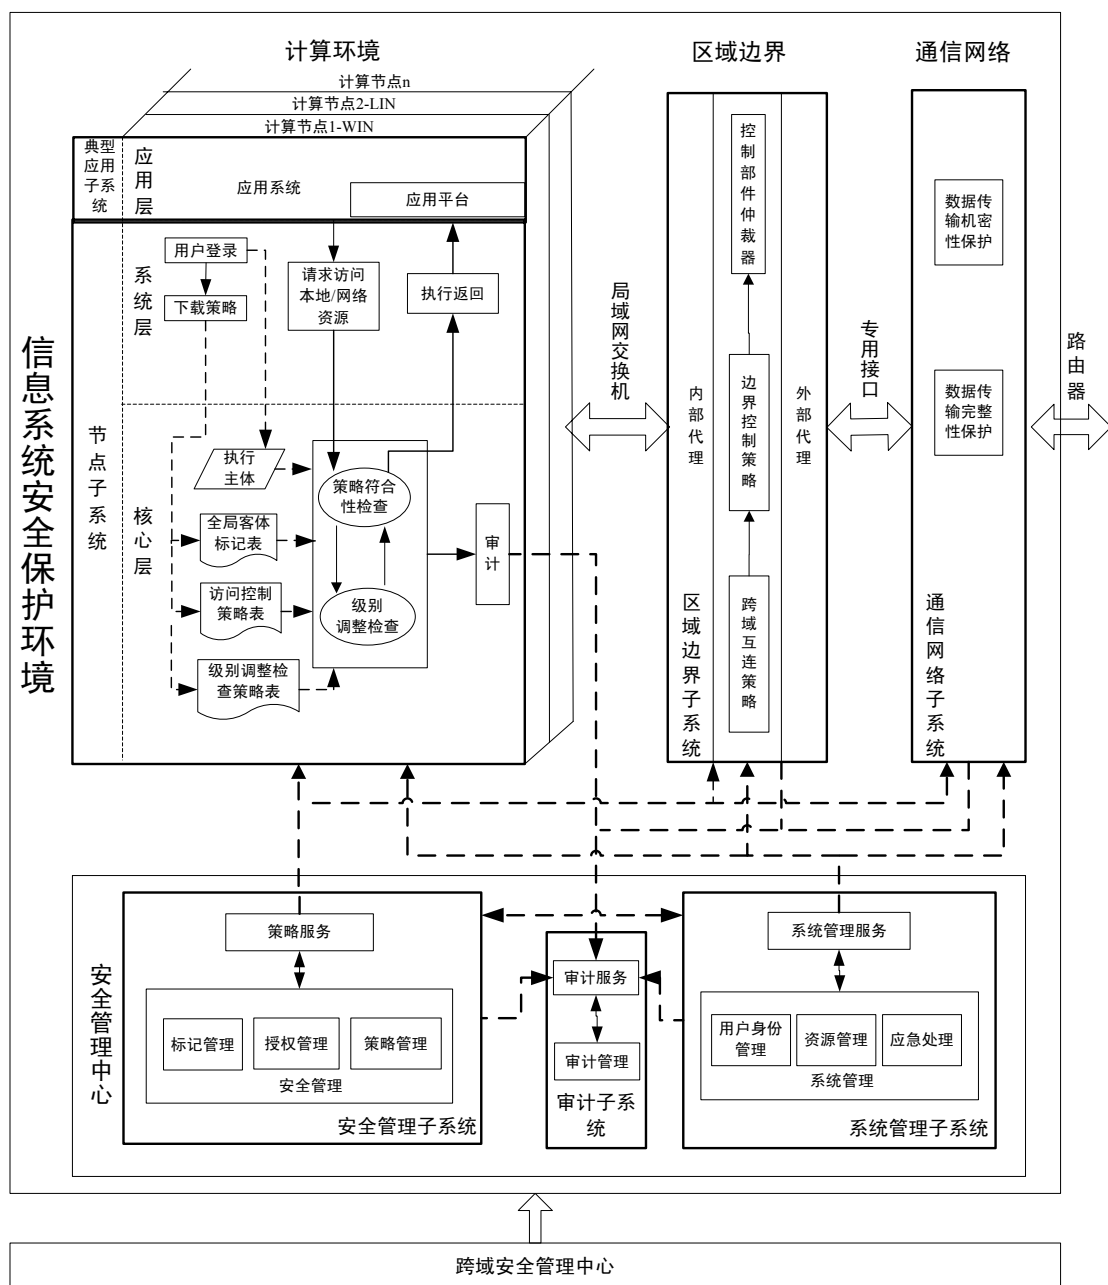 计算环境
区域边界
通信网络
计算节点n
计算节点2-LIN
计算节点1-WIN
典型
应用
子系
统
应用层
应用系统
应用平台
用户登录
下载策略
系统层
请求访问
本地/网络
资源
执行返回
信息系统安全保护环境
节点子系统
核心层
执行
主体
全局客体
标记表
访问控制
策略表
级别调整检
查策略表
策略符合
性检查
级别
调整检查
审计
局域网交换机
内部代理
控制部件仲裁器
边界控制策略
跨域互连策略
外部代理
区域边界子系统
专用接口
数据传
输机密
性保护
数据传
输完整
性保护
通信网络子系统
路由器
安全管理中心
策略服务
标记管理
授权管理
策略管理
安全管理
安全管理子系统
审计服务
审计管理
审计子系
统
系统管理服务
用户身份
管理
资源管理
应急处理
系统管理
系统管理子系统
跨域安全管理中心